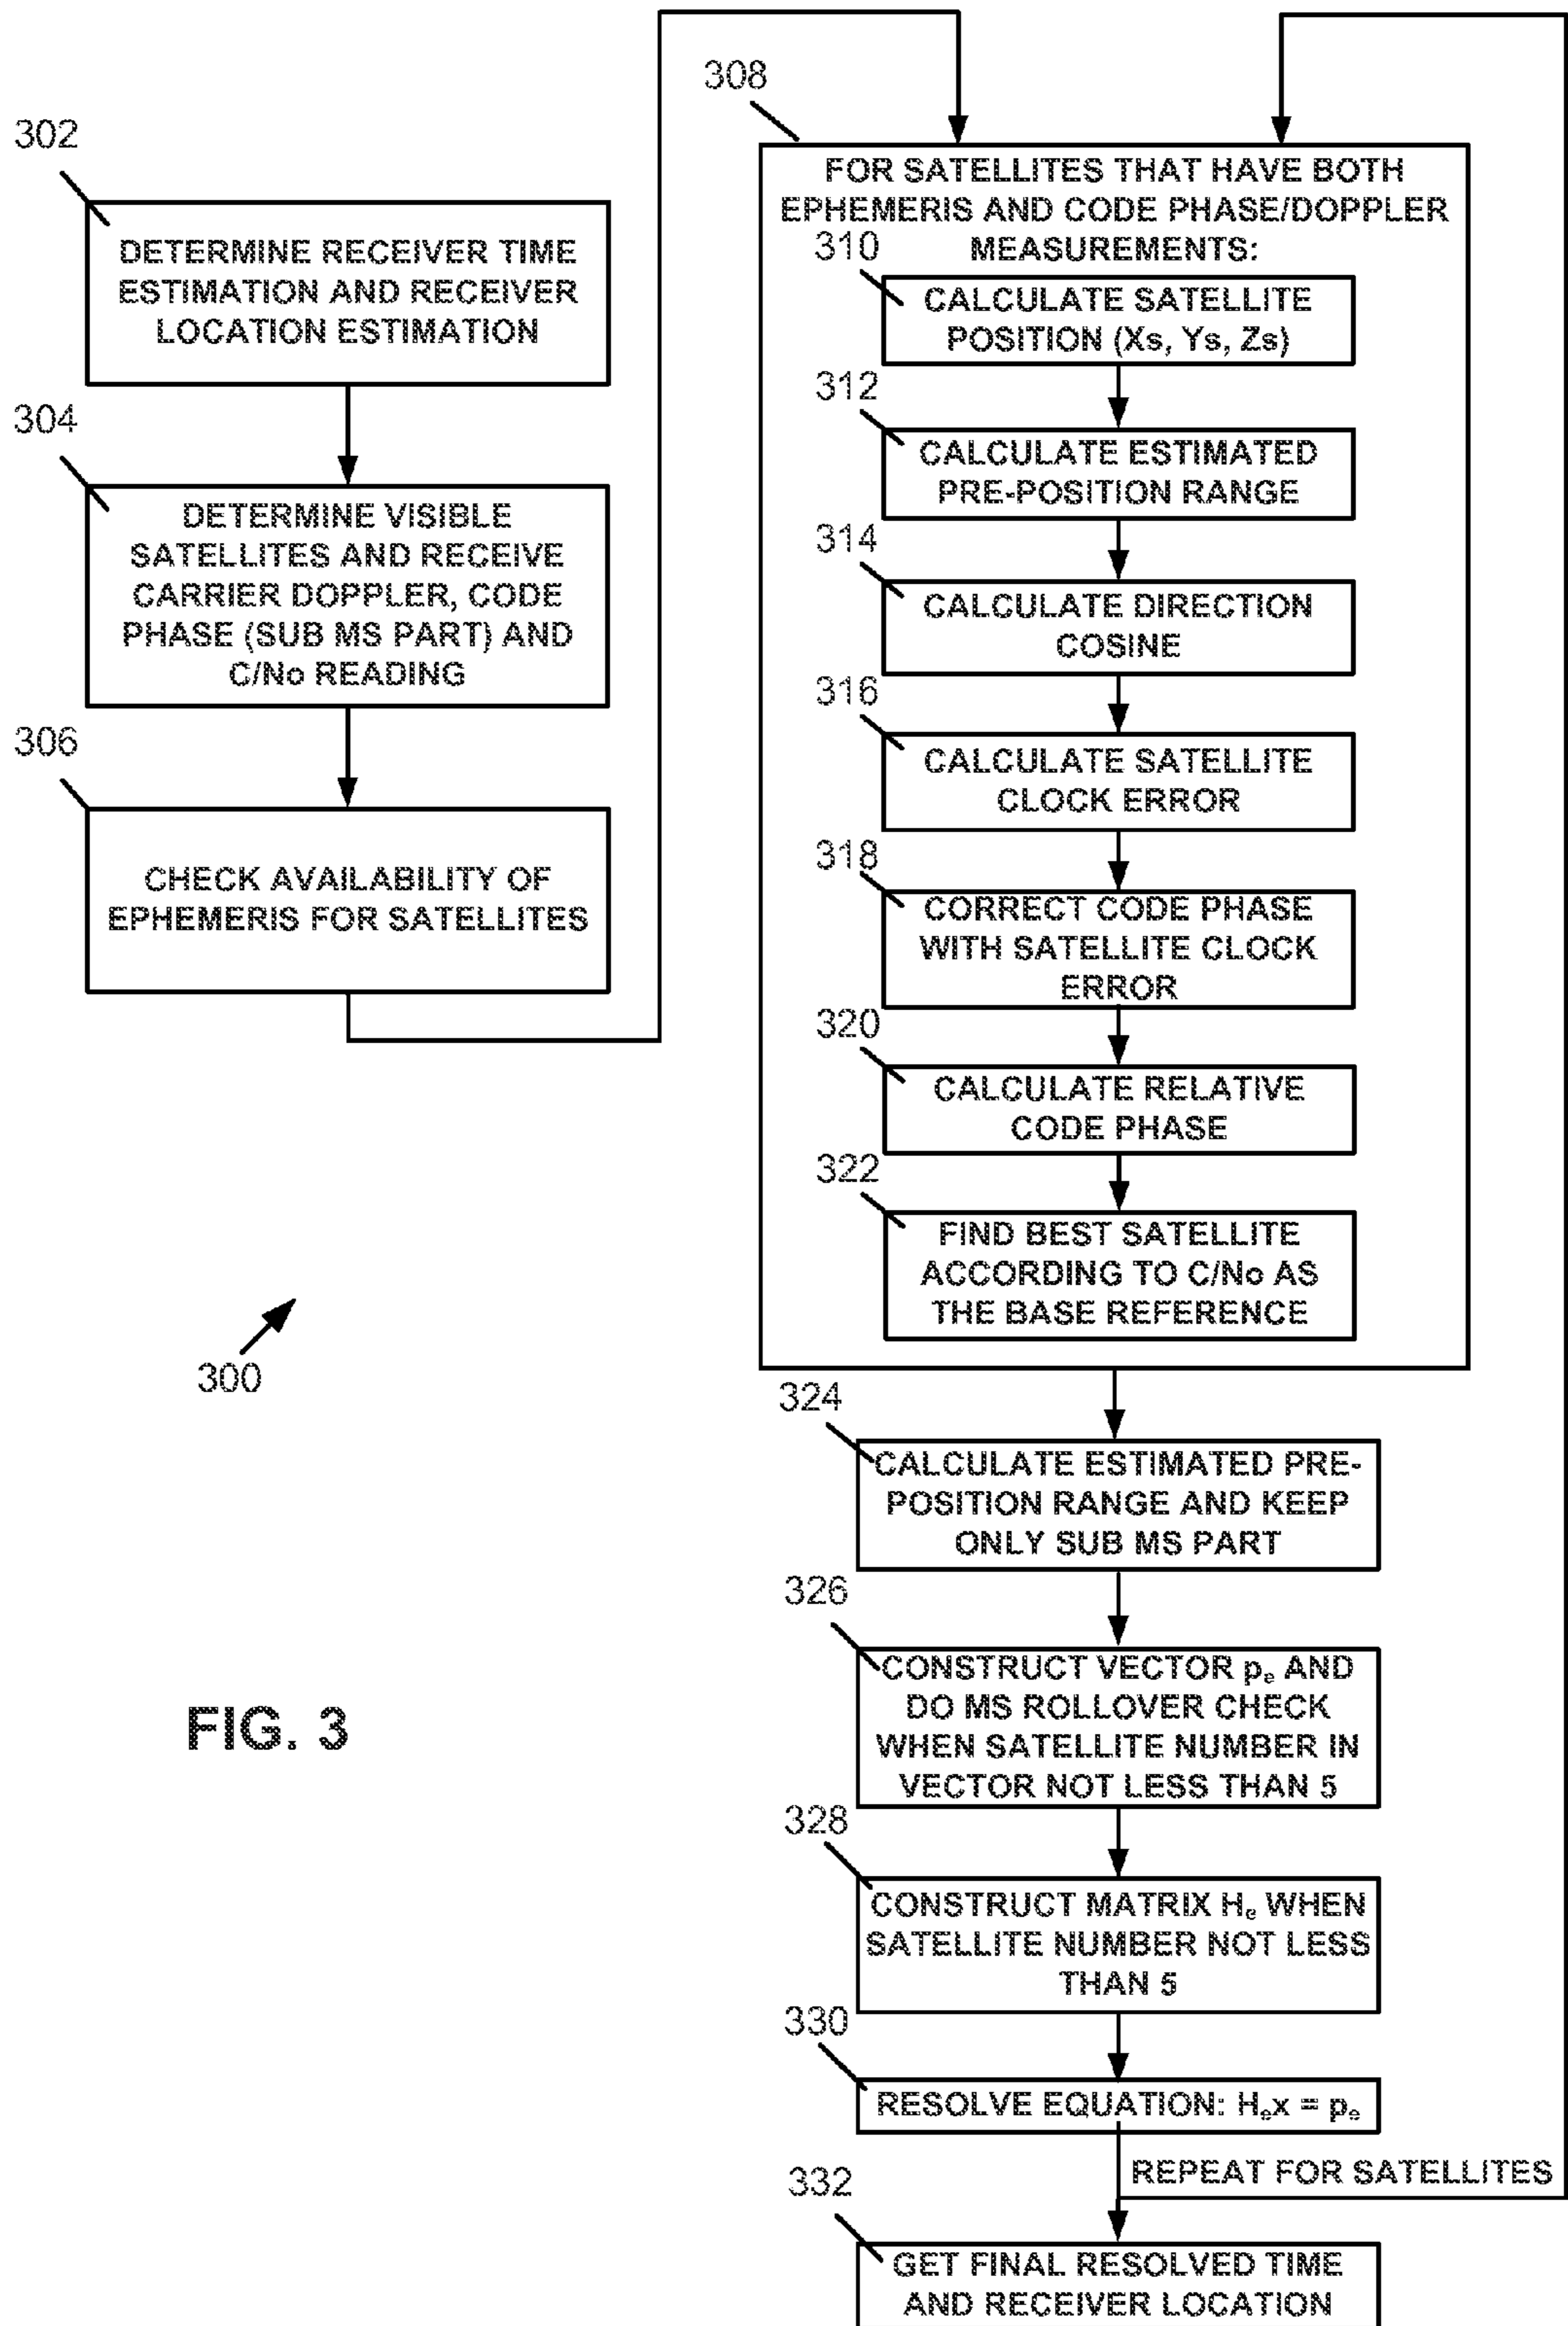 302
DETERMINE RECEIVER TIME
ESTIMATION AND RECEIVER
LOCATION ESTIMATION
304
DETERMINE VISIBLE
SATELLITES AND RECEIVE
CARRIER DOPPLER, CODE
PHASE (SUB MS PART) AND
C/No READING
306
CHECK AVAILABILITY OF
EPHEMERIS FOR SATELLITES
308
FOR SATELLITES THAT HAVE BOTH
EPHEMERIS AND CODE PHASE/DOPPLER
MEASUREMENTS:
310
CALCULATE SATELLITE
POSITION (Xs, Ys, Zs)
312
CALCULATE ESTIMATED
PRE-POSITION RANGE
314
CALCULATE DIRECTION
COSINE
316
CALCULATE SATELLITE
CLOCK ERROR
318
CORRECT CODE PHASE
WITH SATELLITE CLOCK
ERROR
320
CALCULATE RELATIVE
CODE PHASE
322
FIND BEST SATELLITE
ACCORDING TO C/No AS
THE BASE REFERENCE
300
324
CALCULATE ESTIMATED PRE-
POSITION RANGE AND KEEP
ONLY SUB MS PART
326
CONSTRUCT VECTOR pₑ AND
DO MS ROLLOVER CHECK
WHEN SATELLITE NUMBER IN
VECTOR NOT LESS THAN 5
328
CONSTRUCT MATRIX Hₑ WHEN
SATELLITE NUMBER NOT LESS
THAN 5
330
RESOLVE EQUATION: Hₑx = pₑ
REPEAT FOR SATELLITES
332
GET FINAL RESOLVED TIME
AND RECEIVER LOCATION
FIG. 3